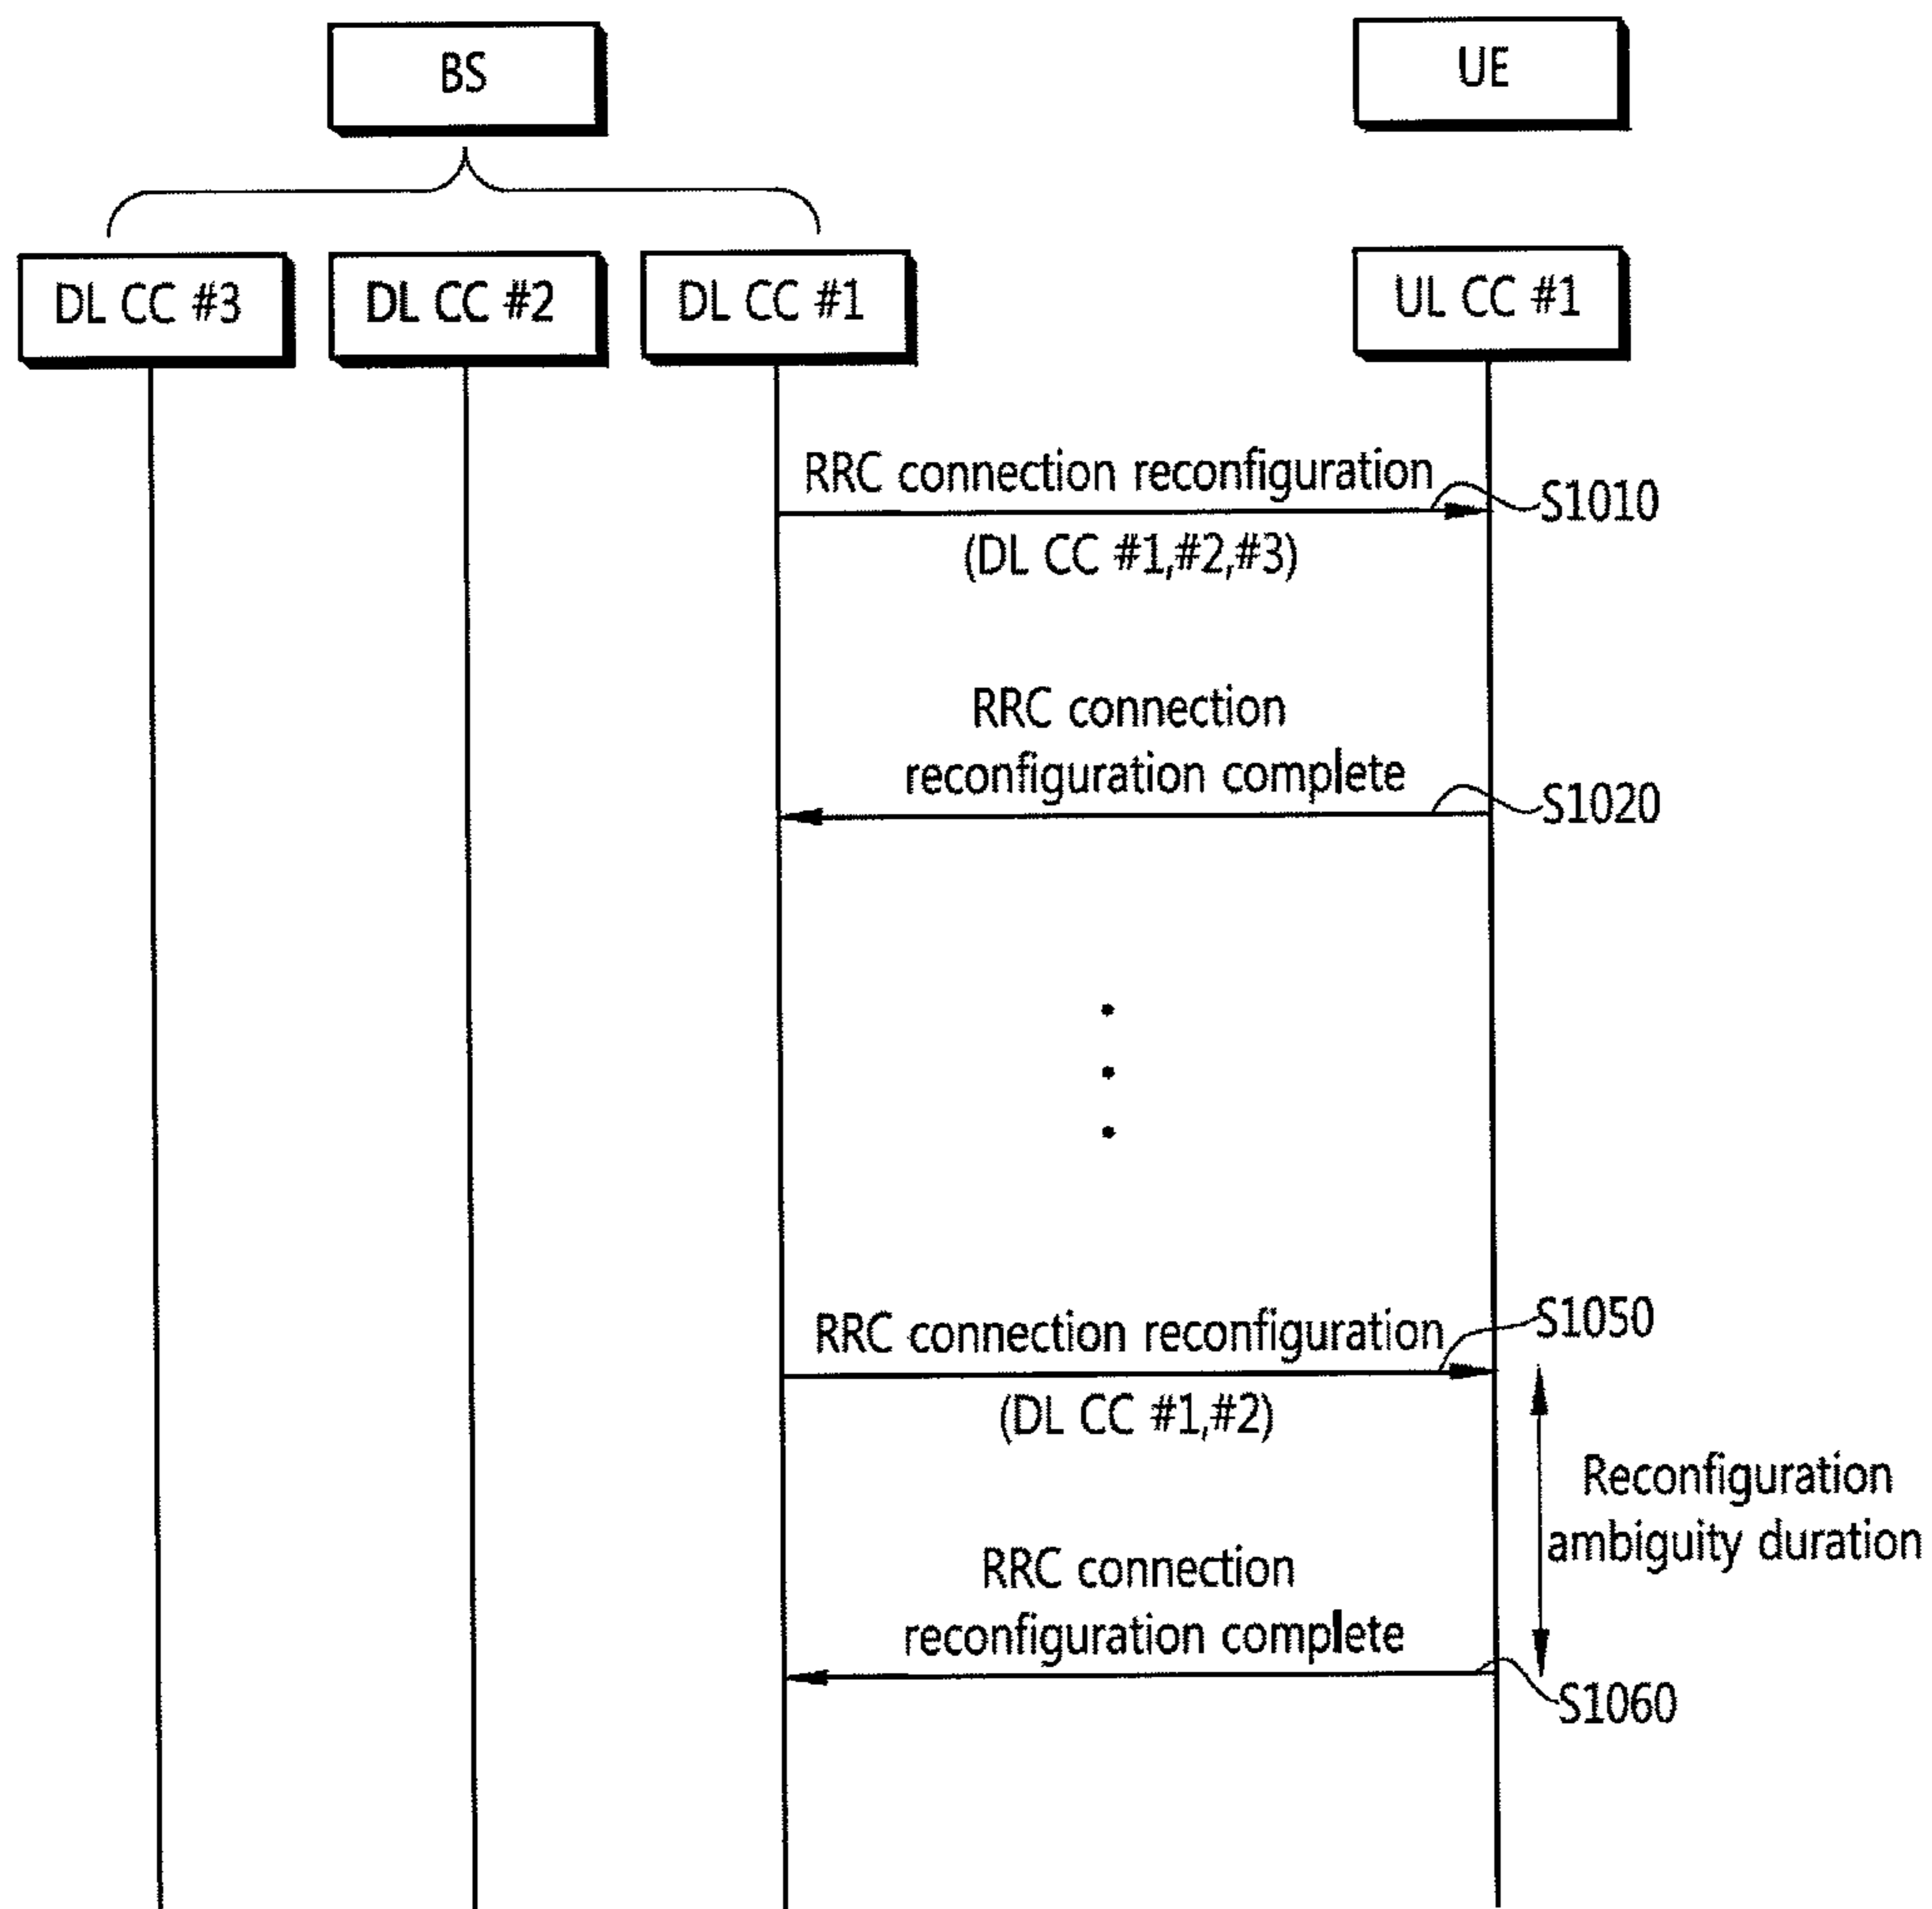 BS
UE
DL CC #3
DL CC #2
DL CC #1
UL CC #1
RRC connection reconfiguration
S1010
(DL CC #1,#2,#3)
RRC connection
reconfiguration complete
S1020
RRC connection reconfiguration
S1050
(DL CC #1,#2)
Reconfiguration
ambiguity duration
RRC connection
reconfiguration complete
S1060